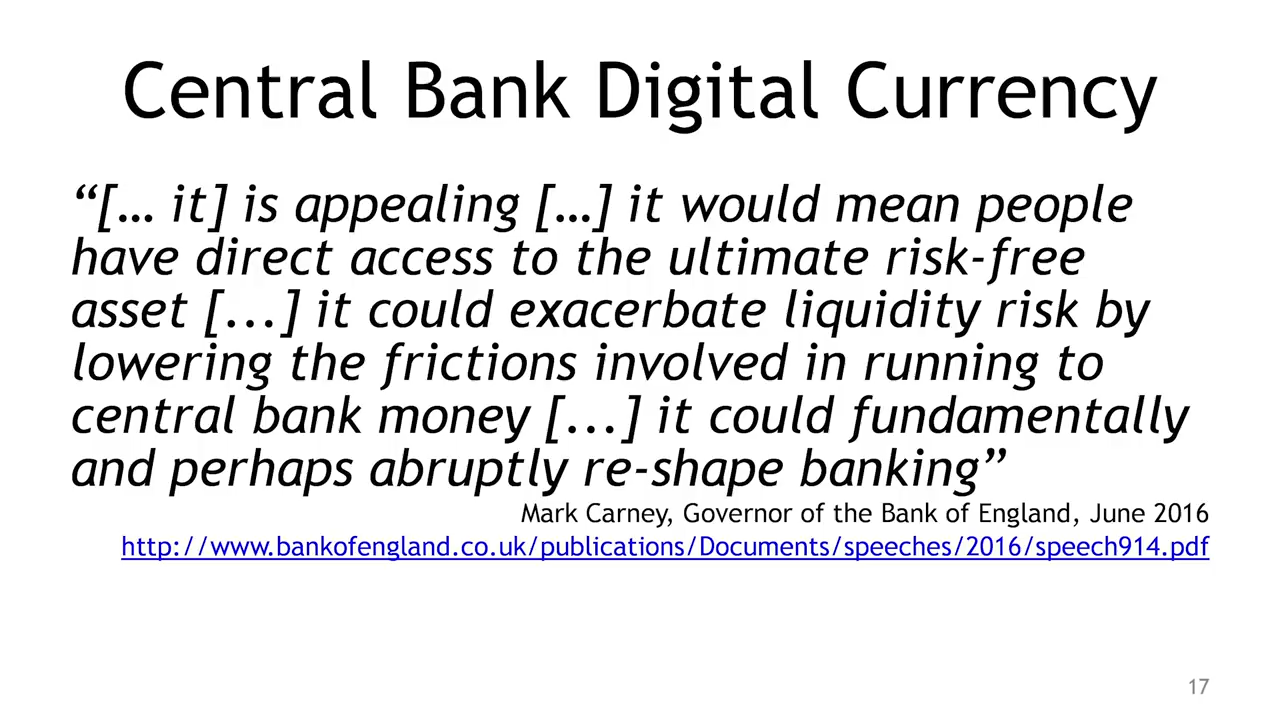 Central Bank Digital Currency
“[… it] is appealing […] it would mean people
have direct access to the ultimate risk-free
asset [...] it could exacerbate liquidity risk by
lowering the frictions involved in running to
central bank money [...] it could fundamentally
and perhaps abruptly re-shape banking”
Mark Carney, Governor of the Bank of England, June 2016
http://www.bankofengland.co.uk/publications/Documents/speeches/2016/speech914.pdf
17